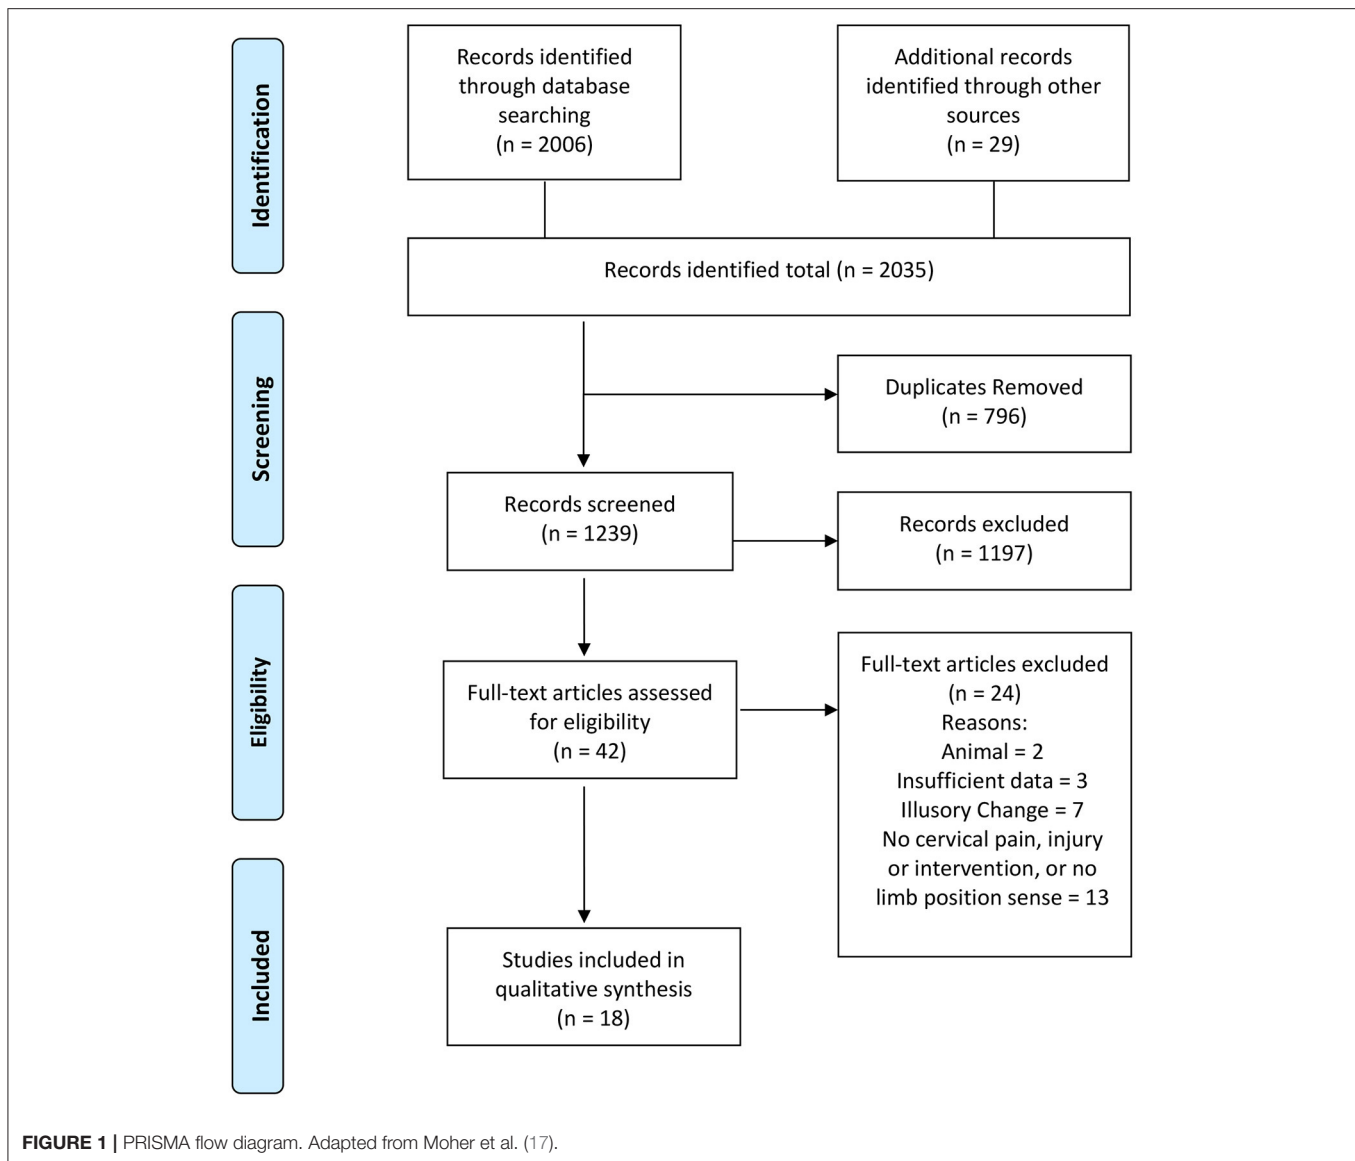 Identification
Records identified
through database
searching
(n = 2006)
Additional records
identified through other
sources
(n = 29)
Records identified total (n = 2035)
Screening
Duplicates Removed
(n = 796)
Records screened
(n = 1239)
Records excluded
(n = 1197)
Eligibility
Full-text articles assessed
for eligibility
(n = 42)
Full-text articles excluded
(n = 24)
Reasons:
Animal = 2
Insufficient data = 3
Illusory Change = 7
No cervical pain, injury
or intervention, or no
limb position sense = 13
Included
Studies included in
qualitative synthesis
(n = 18)
FIGURE 1 | PRISMA flow diagram. Adapted from Moher et al. (17).